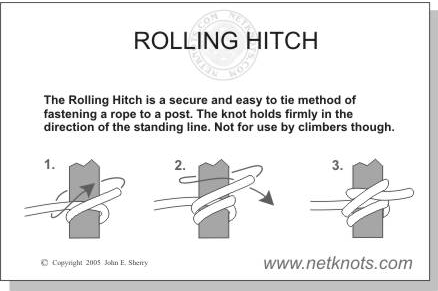 NETKNOTS.COM
ROLLING HITCH
The Rolling Hitch is a secure and easy to tie method of
fastening a rope to a post. The knot holds firmly in the
direction of the standing line. Not for use by climbers though.
1.
2.
3.
© Copyright 2005 John E. Sherry
www.netknots.com